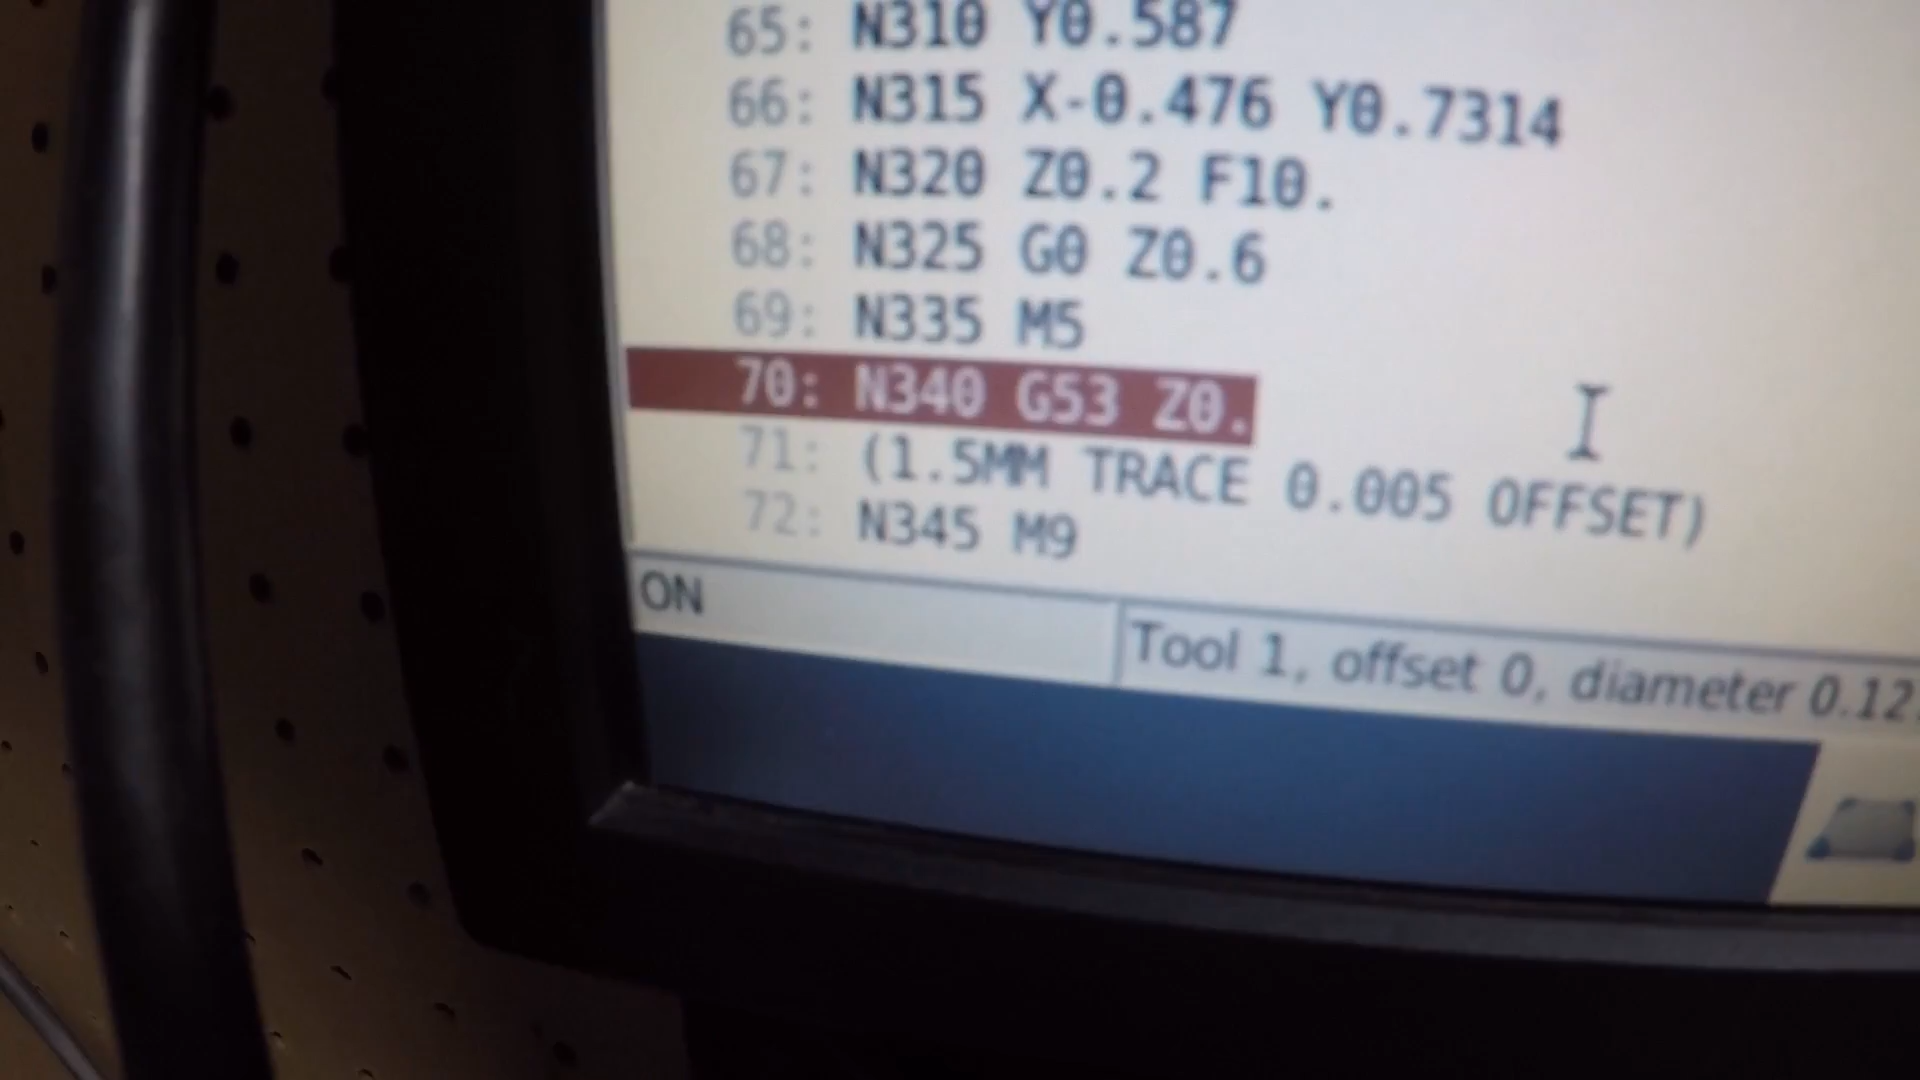 65: N310 Y0.587
66: N315 X-0.476 Y0.7314
67: N320 Z0.2 F10.
68: N325 G0 Z0.6
69: N335 M5
70: N340 G53 Z0.
71: (1.5MM TRACE 0.005 OFFSET)
72: N345 M9
ON
Tool 1, offset 0, diameter 0.12